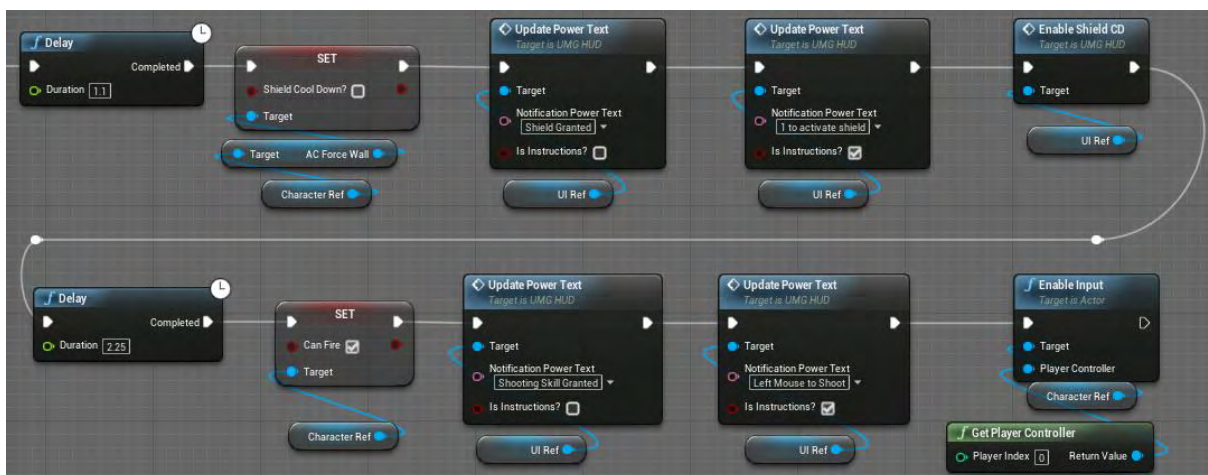 Delay
Completed
Duration 1.1
SET
Shield Cool Down?
Target
Target AC Force Wall
Character Ref
Update Power Text
Target is UMG HUD
Target
Notification Power Text
Shield Granted
Is Instructions?
UI Ref
Update Power Text
Target is UMG HUD
Target
Notification Power Text
1 to activate shield
Is Instructions?
UI Ref
Enable Shield CD
Target is UMG HUD
Target
UI Ref
Delay
Completed
Duration 2.25
SET
Can Fire
Target
Character Ref
Update Power Text
Target is UMG HUD
Target
Notification Power Text
Shooting Skill Granted
Is Instructions?
UI Ref
Update Power Text
Target is UMG HUD
Target
Notification Power Text
Left Mouse to Shoot
Is Instructions?
UI Ref
Enable Input
Target is Actor
Target
Player Controller
Character Ref
Get Player Controller
Player Index 0 Return Value